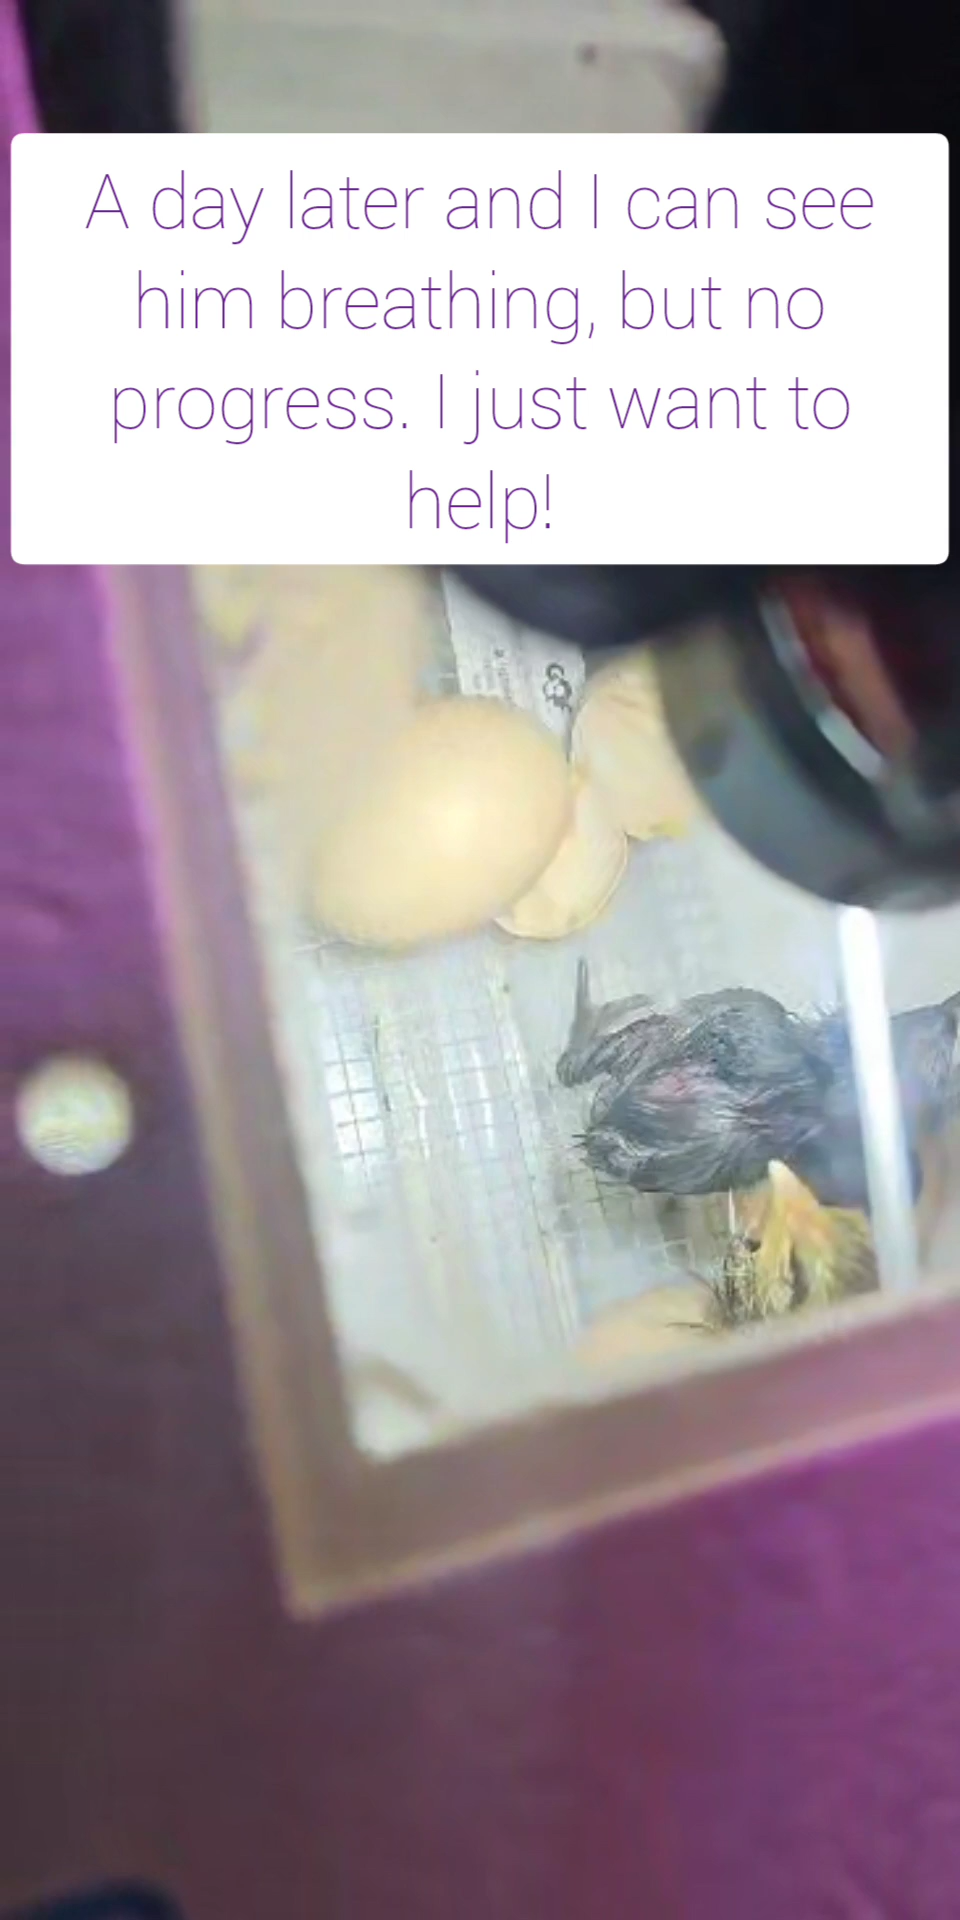 A day later and I can see
him breathing, but no
progress. I just want to
help!